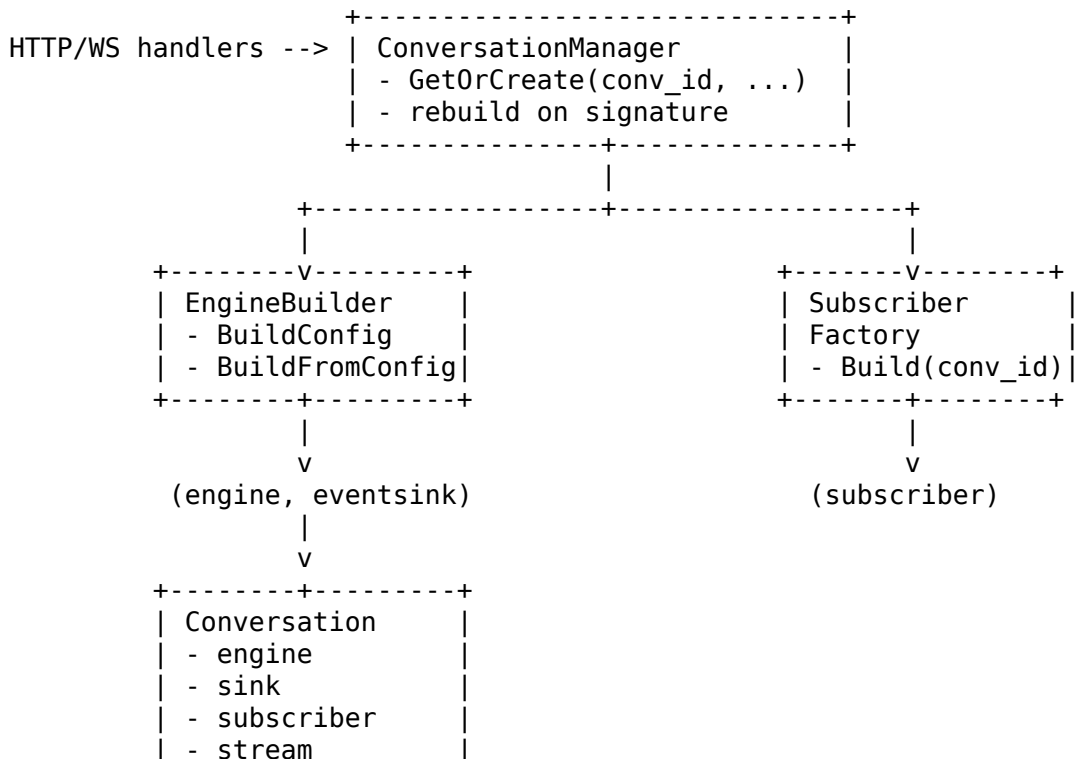 +------------------------------+
HTTP/WS handlers --> | ConversationManager          |
                     | - GetOrCreate(conv_id, ...)  |
                     | - rebuild on signature       |
                     +---------------+--------------+
                                     |
                  +------------------+------------------+
                  |                                     |
         +--------v---------+                   +-------v--------+
         | EngineBuilder    |                   | Subscriber      |
         | - BuildConfig    |                   | Factory         |
         | - BuildFromConfig|                   | - Build(conv_id)|
         +--------+---------+                   +-------+--------+
                  |                                     |
                  v                                     v
          (engine, eventsink)                     (subscriber)
                  |
                  v
         +--------+---------+
         | Conversation     |
         | - engine         |
         | - sink           |
         | - subscriber     |
         | - stream         |